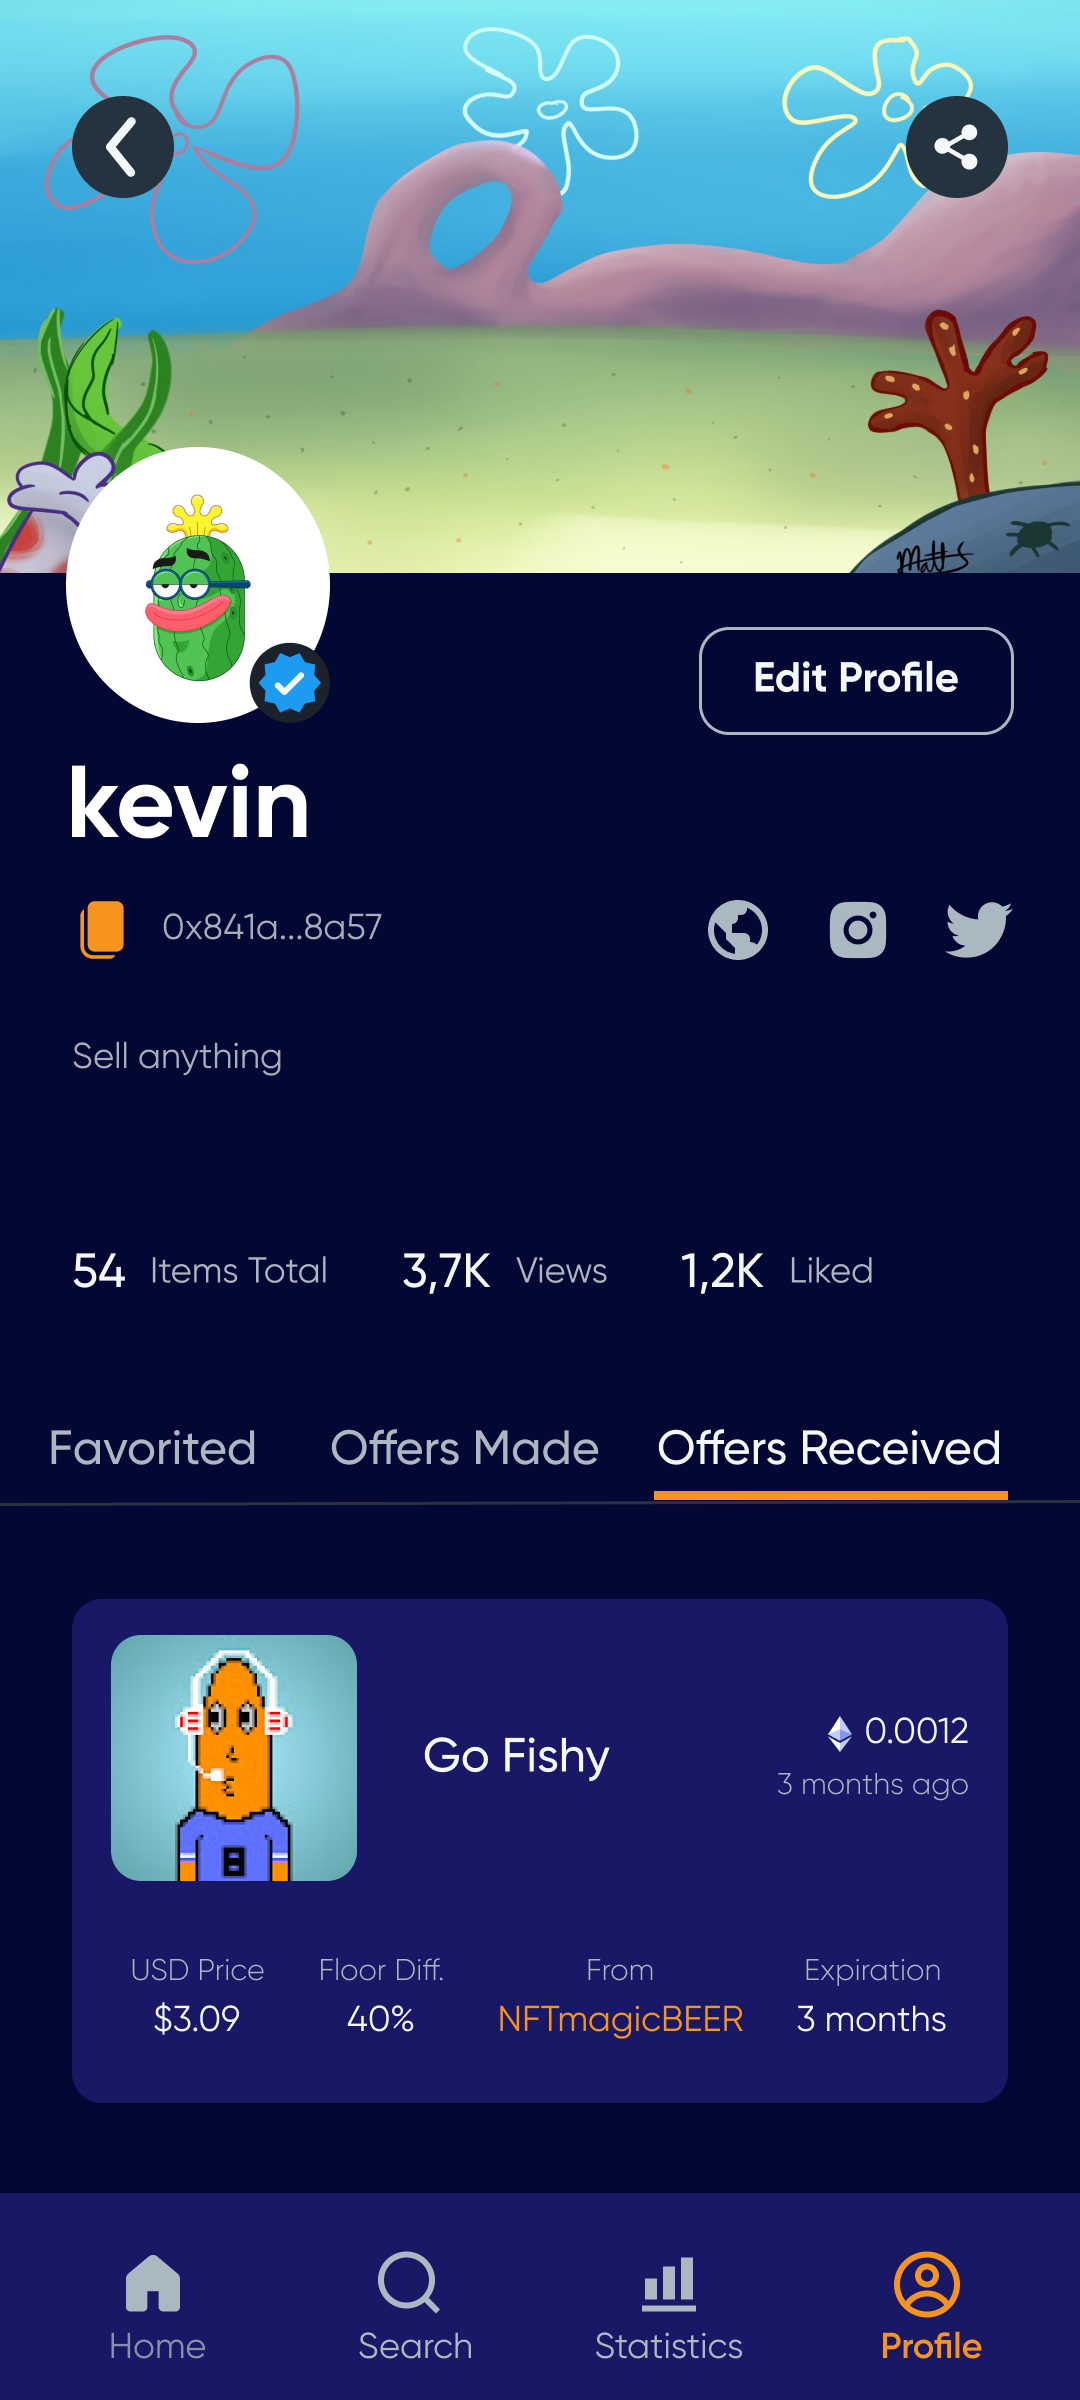 Matt S
Edit Profile
kevin
0x841a...8a57
Sell anything
54 Items Total 3,7K Views 1,2K Liked
Favorited Offers Made Offers Received
Go Fishy
0.0012
3 months ago
USD Price Floor Diff. From Expiration
$3.09 40% NFTmagicBEER 3 months
Home Search Statistics Profile